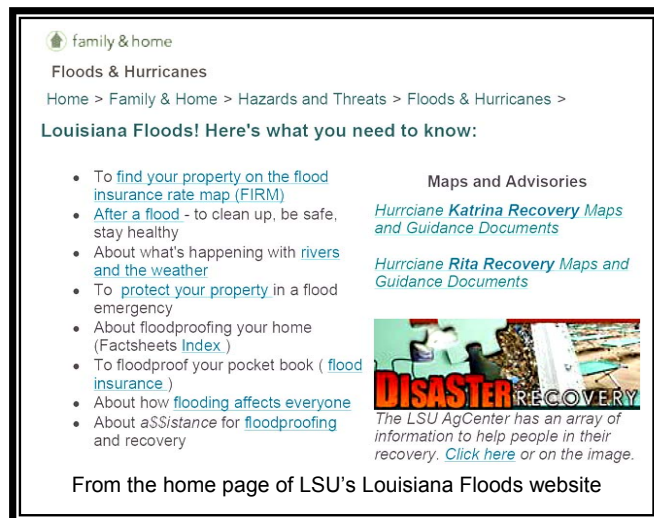 family & home
Floods & Hurricanes
Home > Family & Home > Hazards and Threats > Floods & Hurricanes >
Louisiana Floods! Here's what you need to know:
• To find your property on the flood
insurance rate map (FIRM)
• After a flood - to clean up, be safe,
stay healthy
• About what's happening with rivers
and the weather
• To protect your property in a flood
emergency
• About floodproofing your home
(Factsheets Index )
• To floodproof your pocket book ( flood
insurance )
• About how flooding affects everyone
• About aSSistance for floodproofing
and recovery
Maps and Advisories
Hurrciane Katrina Recovery Maps
and Guidance Documents
Hurrciane Rita Recovery Maps and
Guidance Documents
DISASTER RECOVERY
The LSU AgCenter has an array of
information to help people in their
recovery. Click here or on the image.
From the home page of LSU's Louisiana Floods website